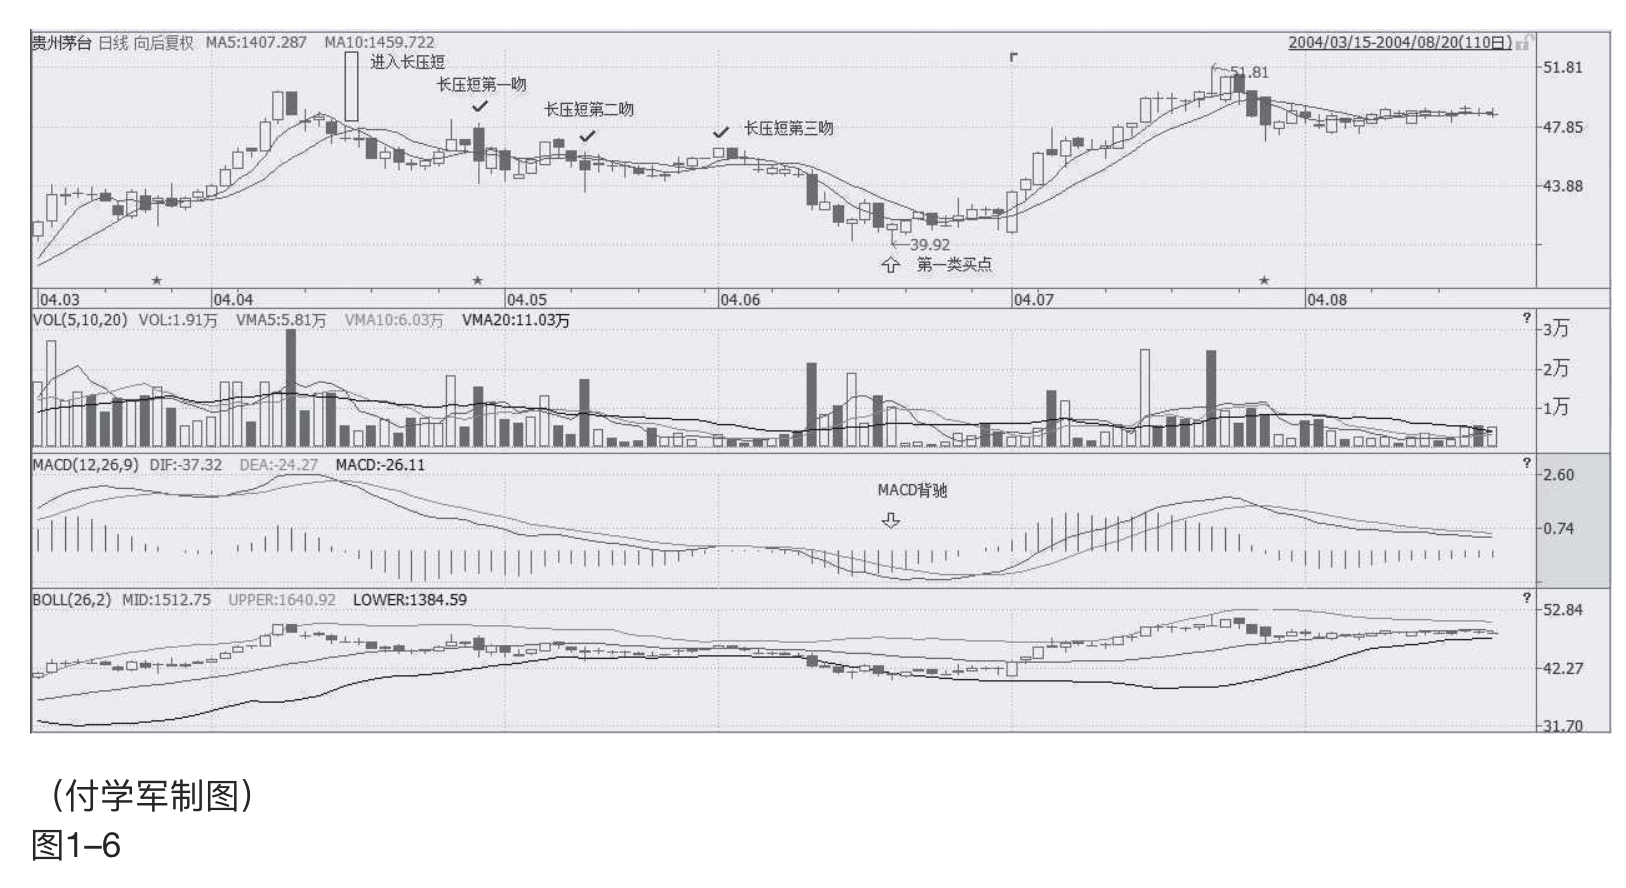 贵州茅台 日线 向后复权 MA5:1407.287 MA10:1459.722 2004/03/15-2004/08/20(110日)
进入长压短
长压短第一吻
长压短第二吻
长压短第三吻
51.81
51.81
47.85
43.88
39.92
第一类买点
04.03 04.04 04.05 04.06 04.07 04.08
VOL(5,10,20) VOL:1.91万 VMA5:5.81万 VMA10:6.03万 VMA20:11.03万 ?
3万
2万
1万
MACD(12,26,9) DIF:-37.32 DEA:-24.27 MACD:-26.11 ?
2.60
MACD背驰
0.74
BOLL(26,2) MID:1512.75 UPPER:1640.92 LOWER:1384.59 ?
52.84
42.27
31.70
（付学军制图）
图1–6